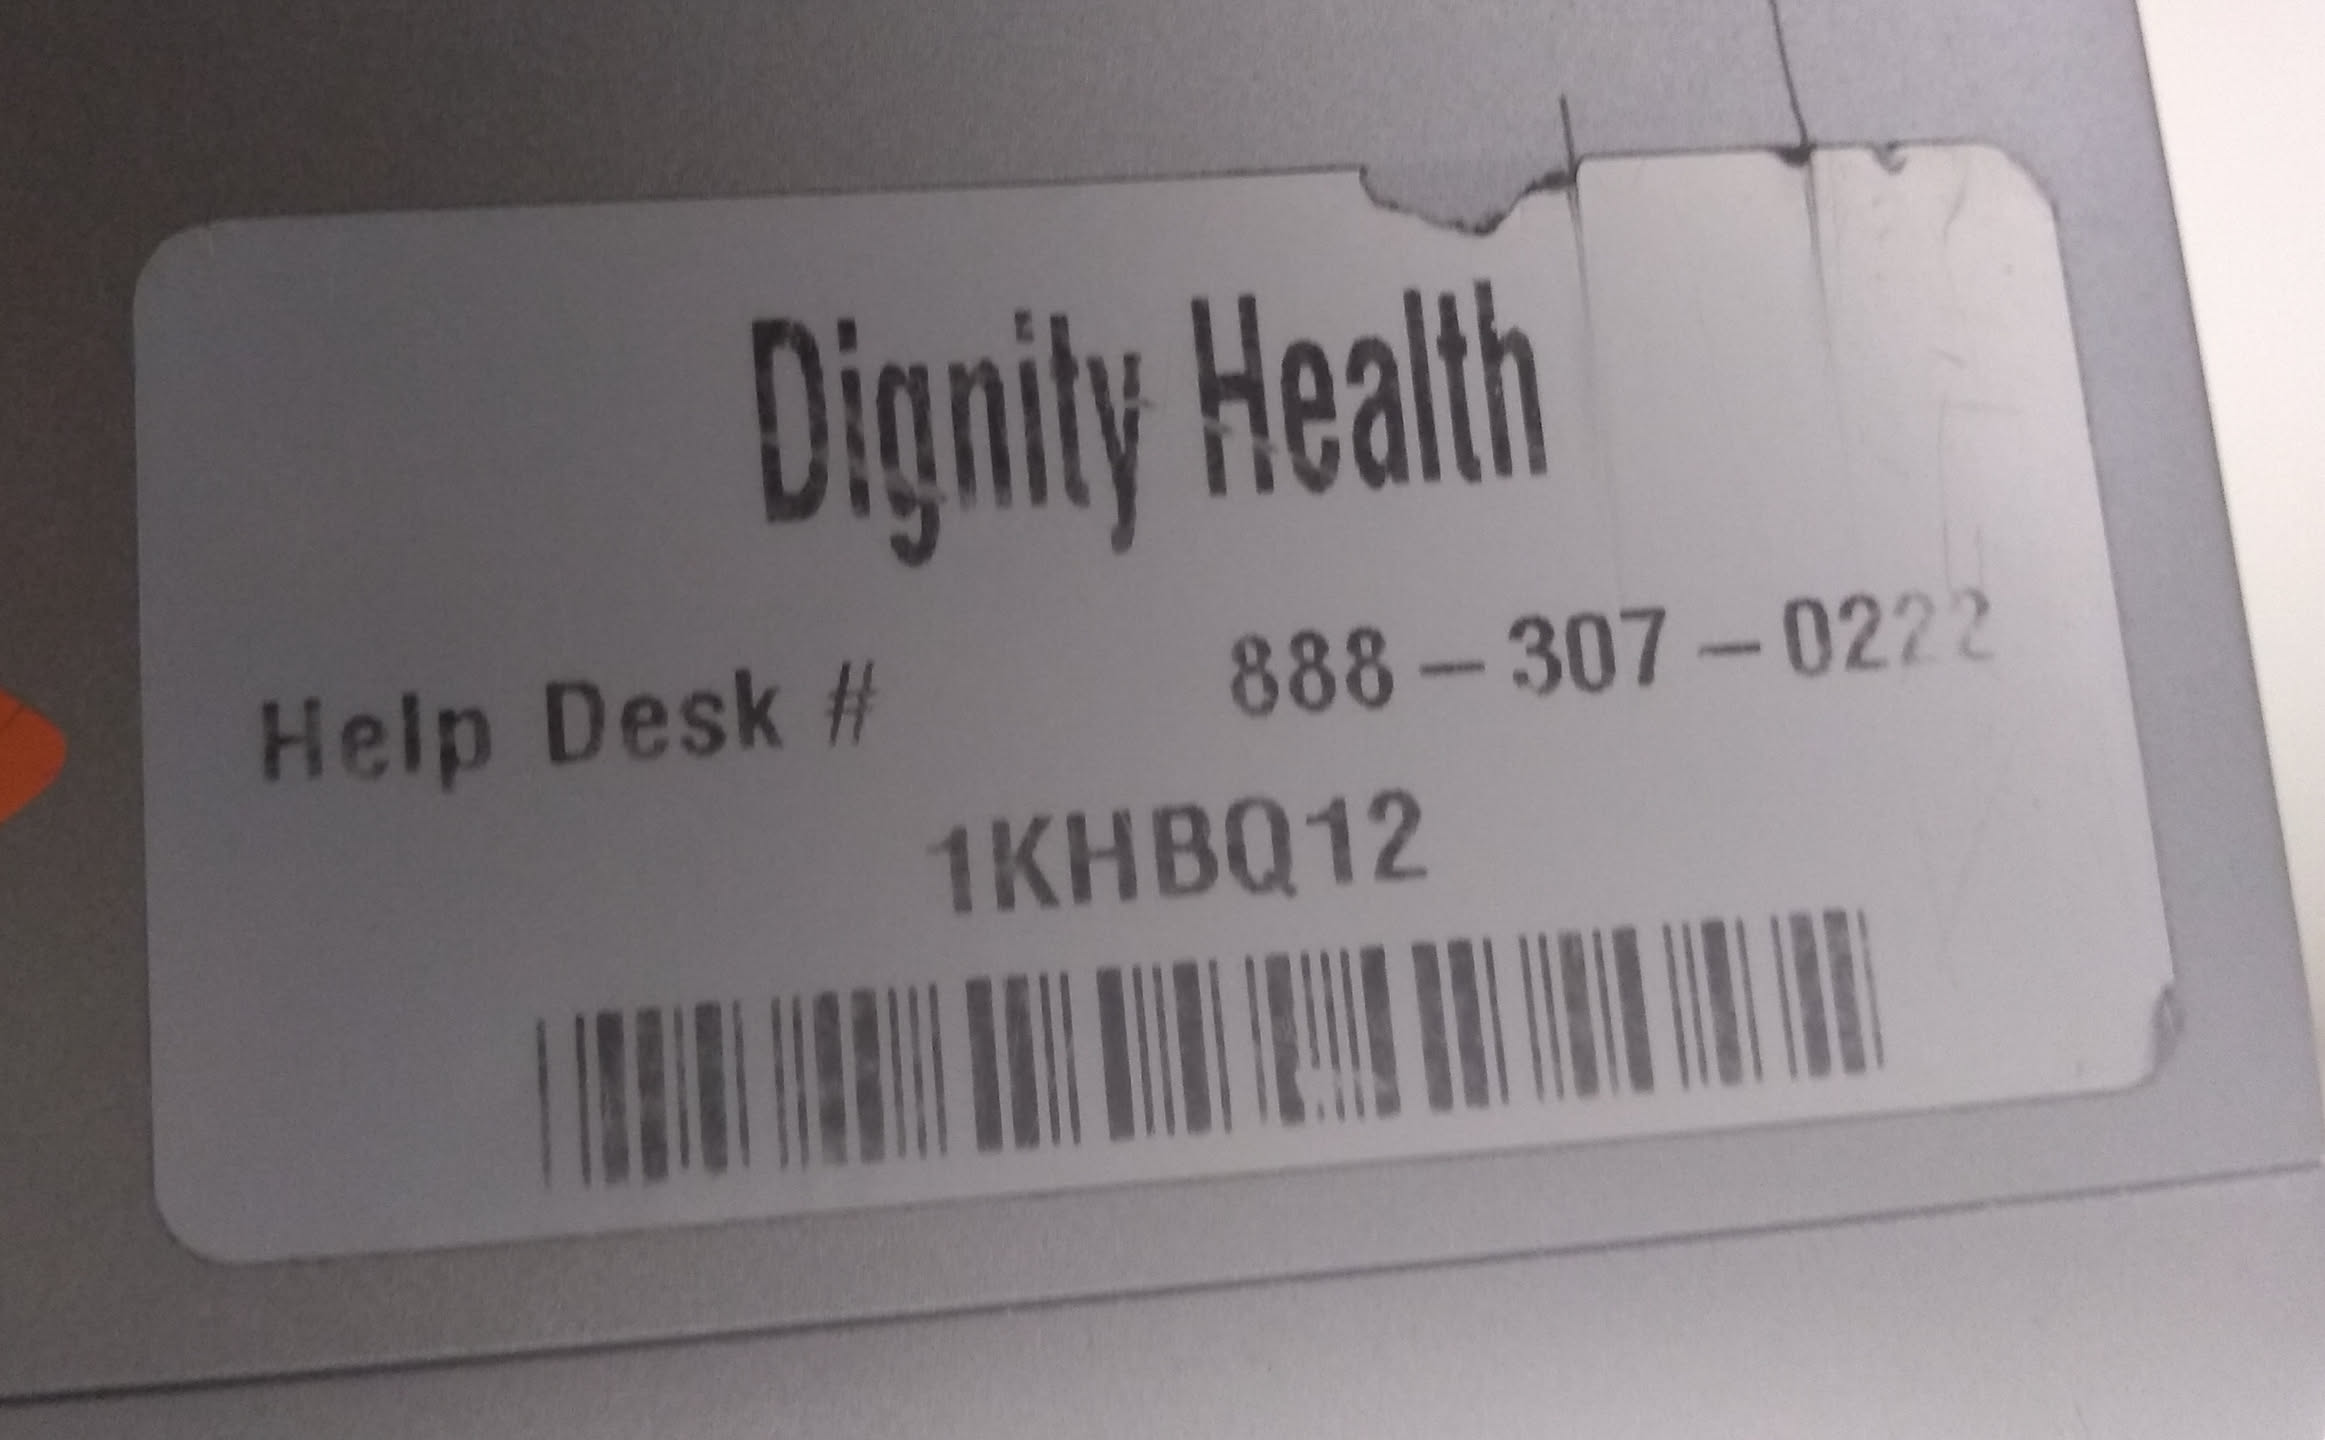 Dignity Health
Help Desk # 888-307-0222
1KHBQ12